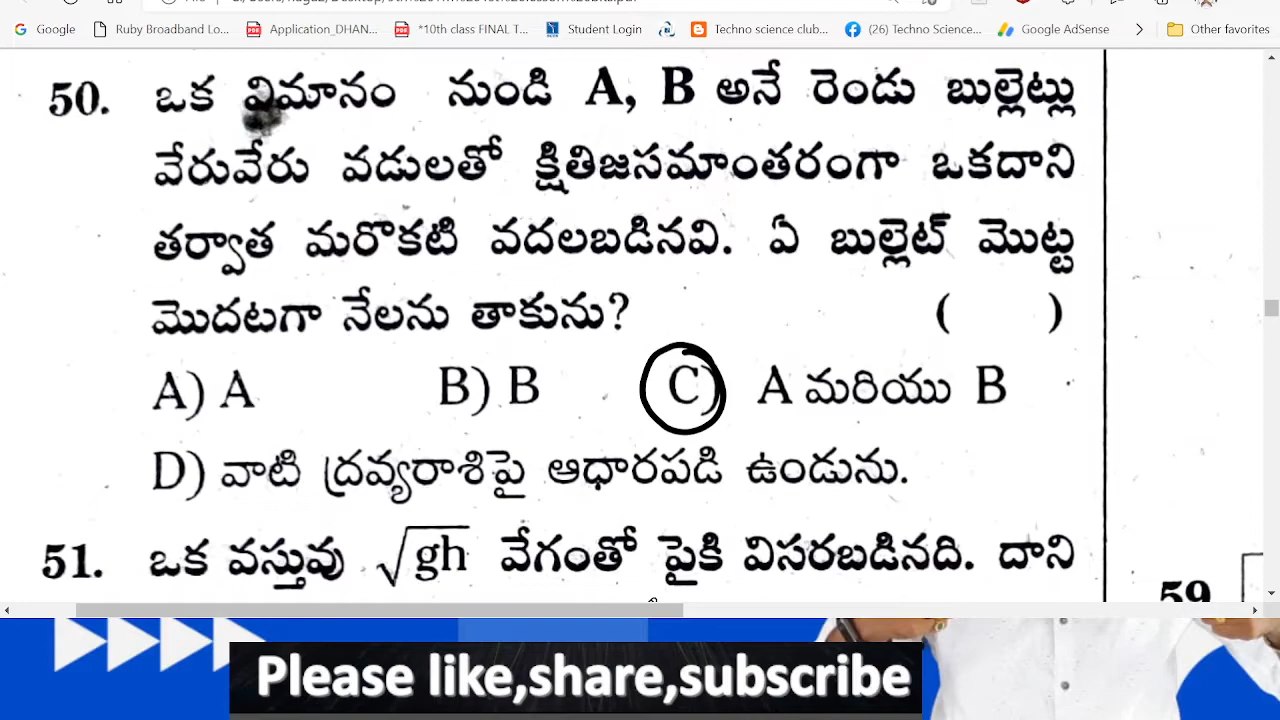 Google Ruby Broadband Lo... Application_DHAN... *10th class FINAL T... Student Login Techno science club... (26) Techno Science... Google AdSense Other favorites
50. ఒక విమానం నుండి A, B అనే రెండు బుల్లెట్లు
వేరువేరు వడులతో క్షితిజసమాంతరంగా ఒకదాని
తర్వాత మరొకటి వదలబడినవి. ఏ బుల్లెట్ మొట్ట
మొదటగా నేలను తాకును? ( )
A) A B) B C) A మరియు B
D) వాటి ద్రవ్యరాశిపై ఆధారపడి ఉండును.
51. ఒక వస్తువు √gh వేగంతో పైకి విసరబడినది. దాని
59
Please like,share,subscribe